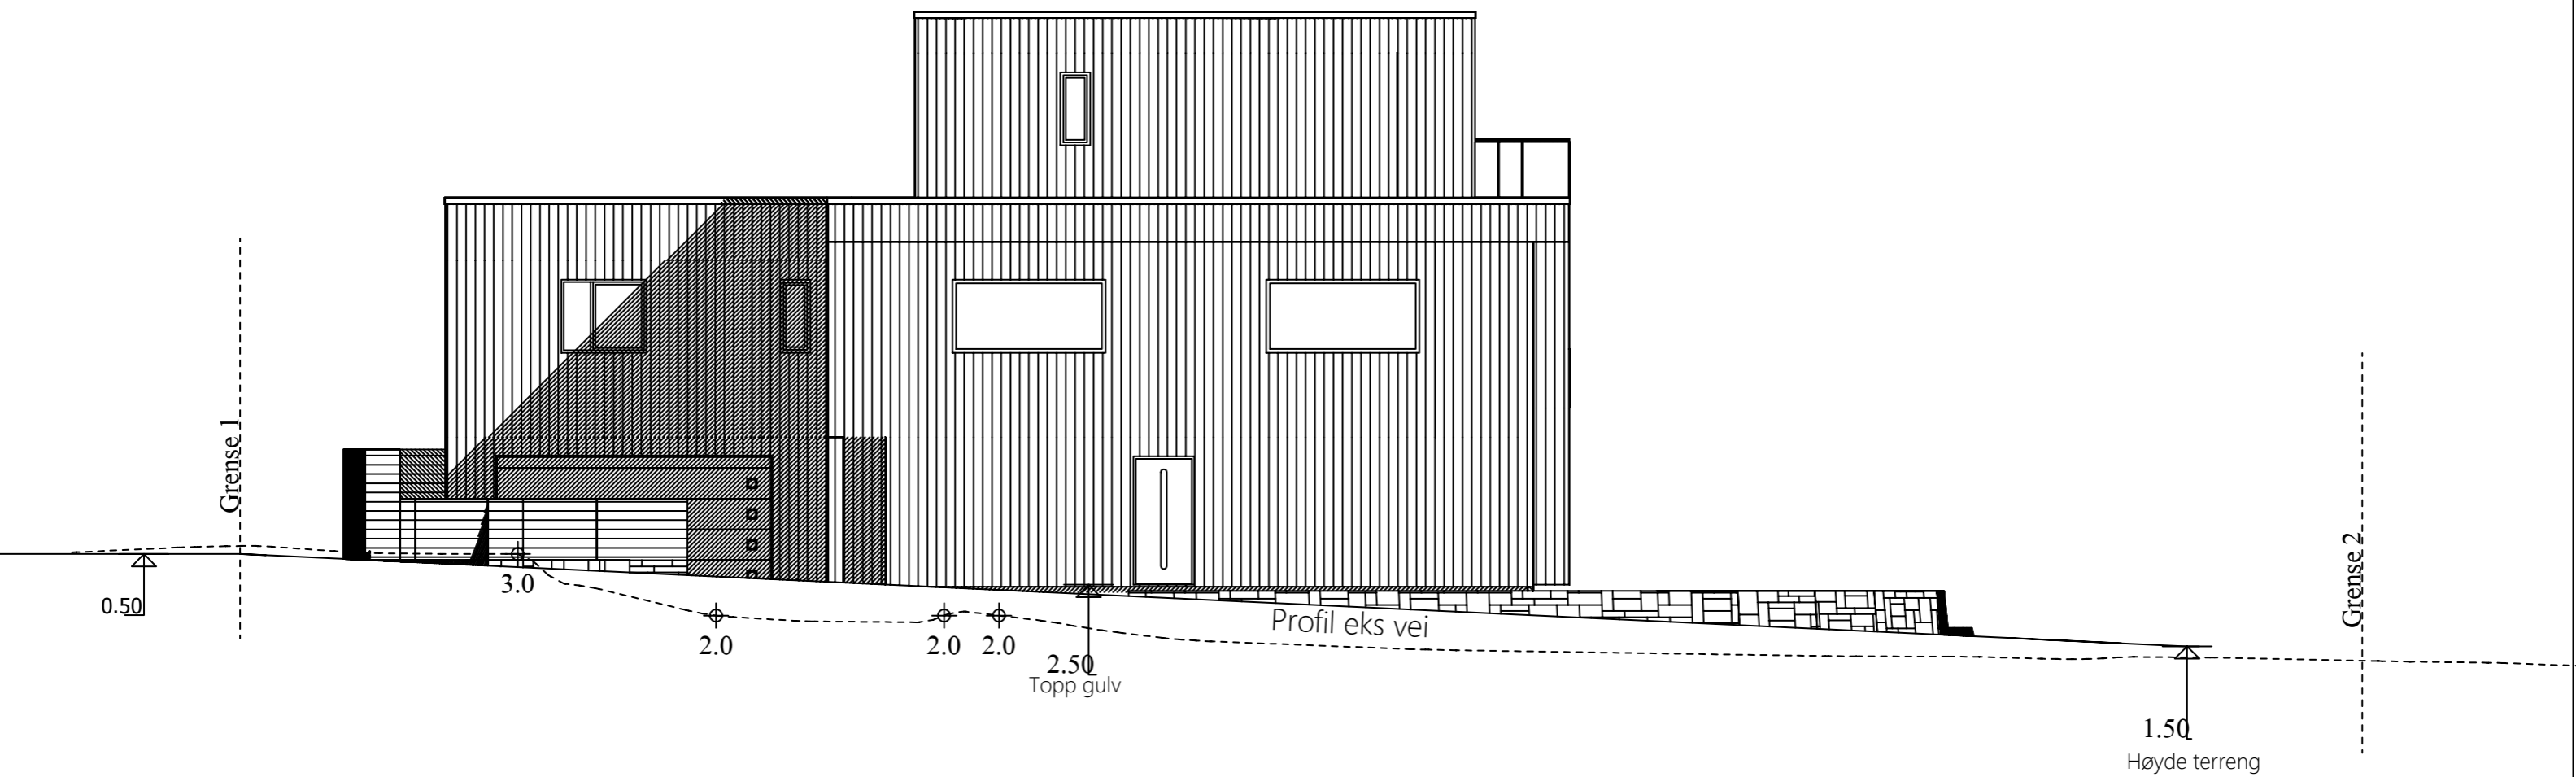 Grense 1
Grense 2
0.50
3.0
2.0
2.0
2.0
2.50
Topp gulv
Profil eks vei
1.50
Høyde terreng